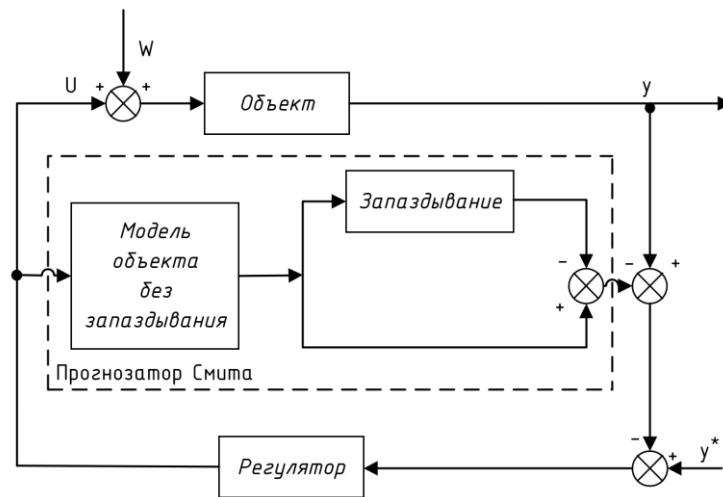 W
U
+
+
Объект
y
Запаздывание
Модель
объекта
без
запаздывания
-
+
-
+
Прогнозатор Смита
Регулятор
-
+
y*